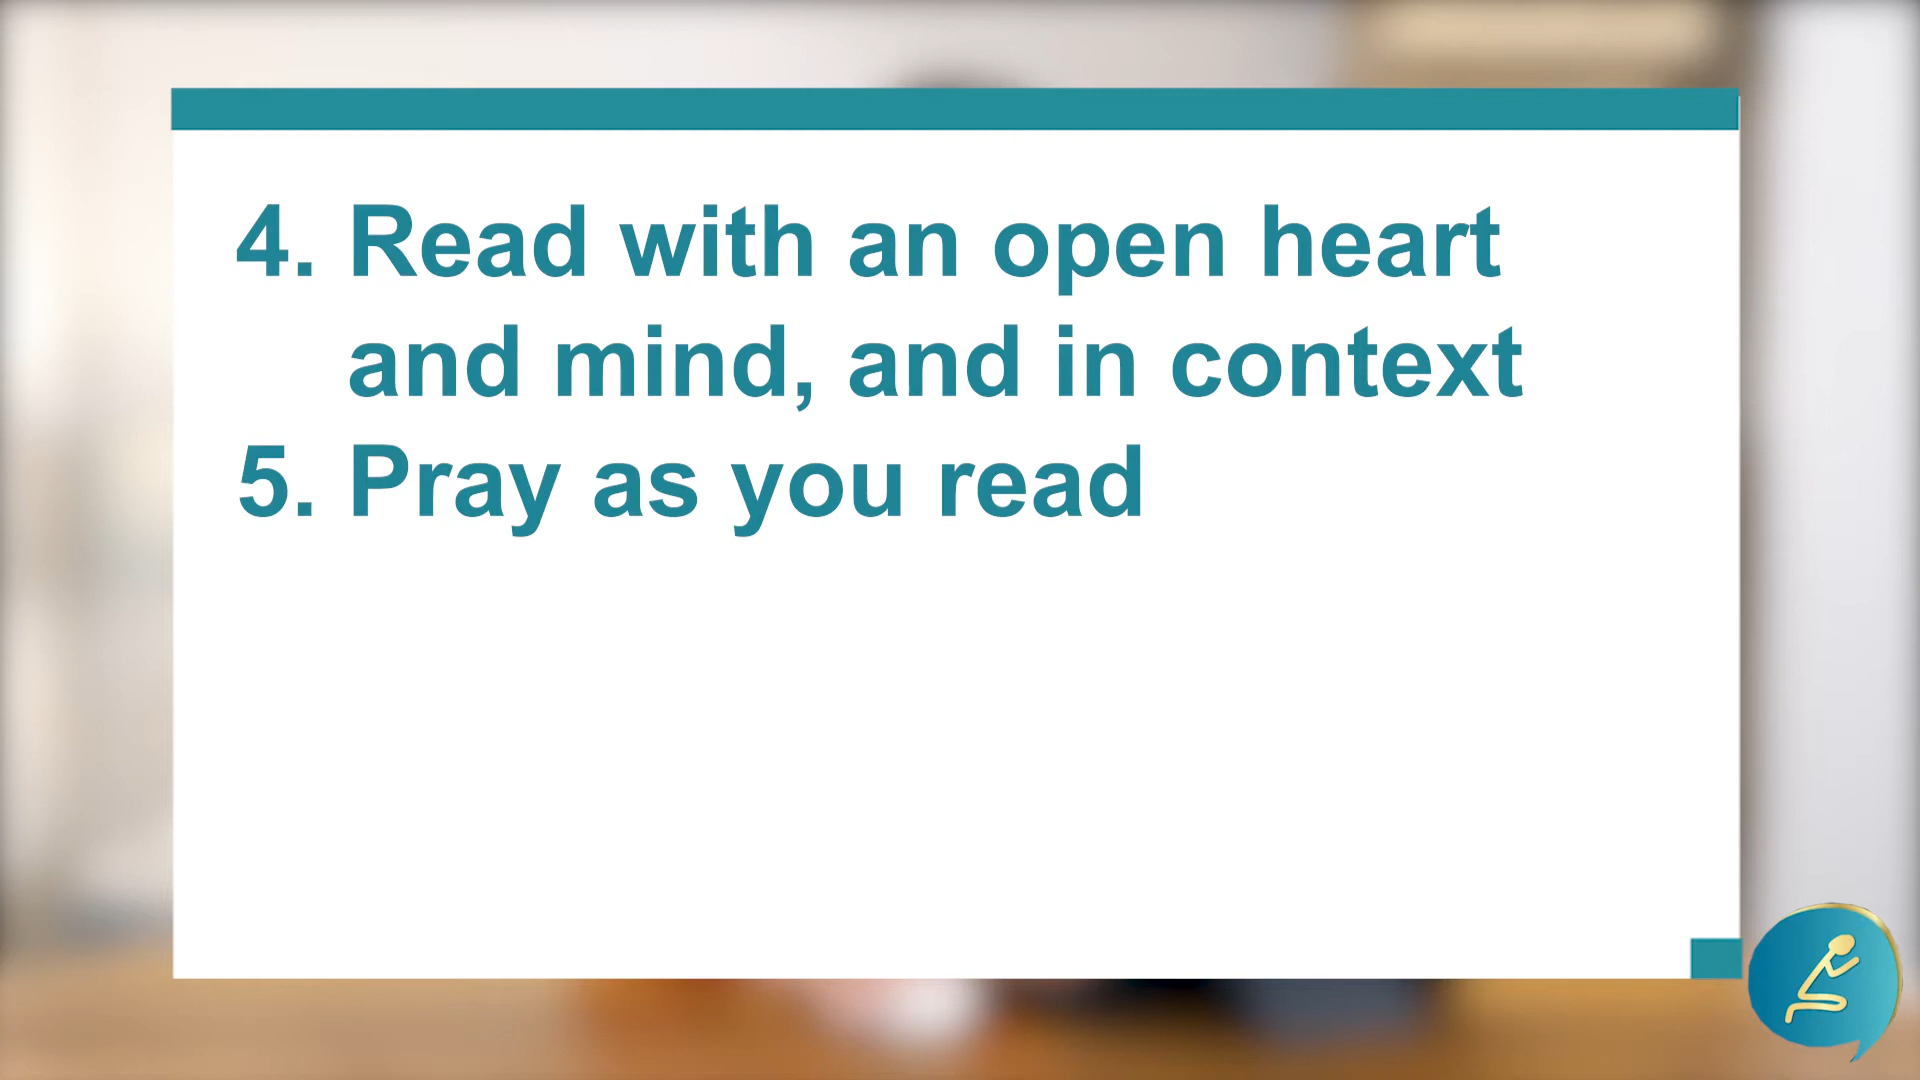 4. Read with an open heart
and mind, and in context
5. Pray as you read